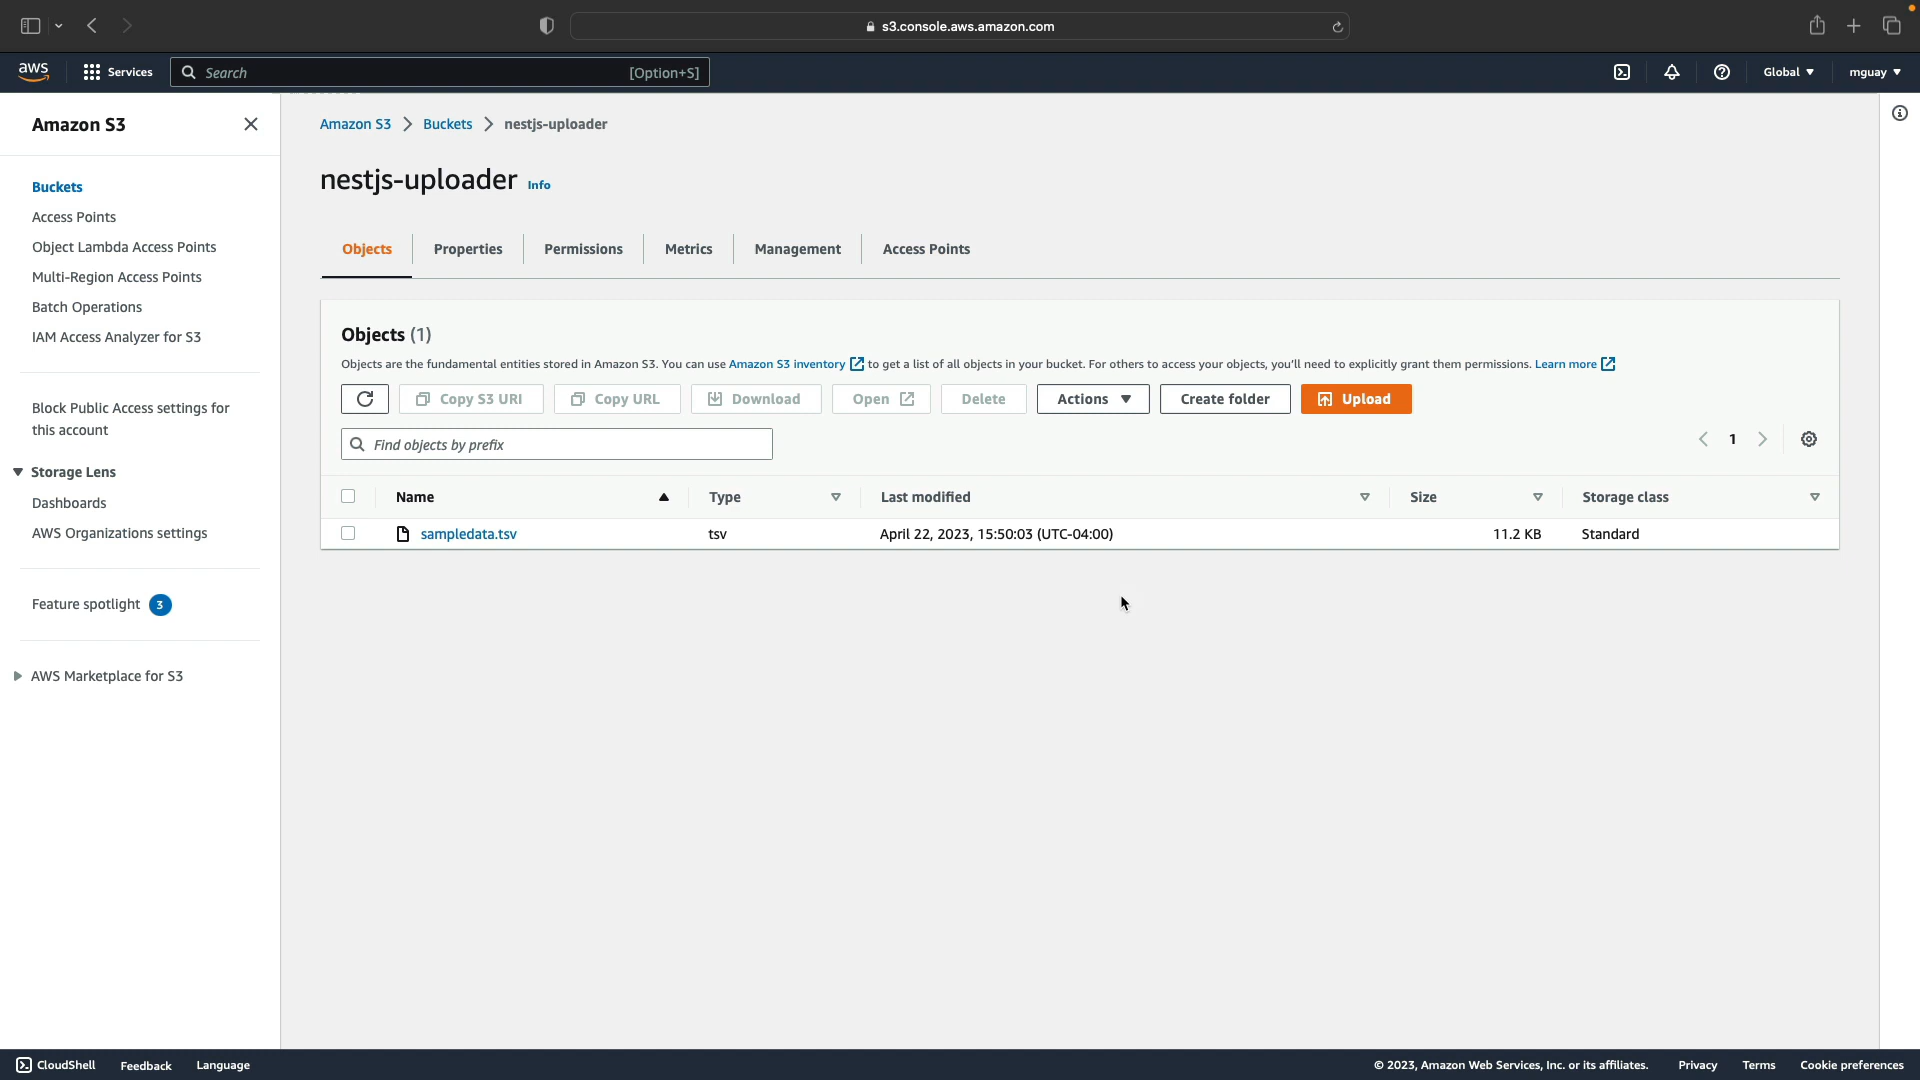 s3.console.aws.amazon.com
aws Services Search [Option+S] Global mguay
Amazon S3
Buckets
Access Points
Object Lambda Access Points
Multi-Region Access Points
Batch Operations
IAM Access Analyzer for S3
Block Public Access settings for
this account
Storage Lens
Dashboards
AWS Organizations settings
Feature spotlight 3
AWS Marketplace for S3
Amazon S3 > Buckets > nestjs-uploader
nestjs-uploader Info
Objects Properties Permissions Metrics Management Access Points
Objects (1)
Objects are the fundamental entities stored in Amazon S3. You can use Amazon S3 inventory to get a list of all objects in your bucket. For others to access your objects, you'll need to explicitly grant them permissions. Learn more
Copy S3 URI Copy URL Download Open Delete Actions Create folder Upload
Find objects by prefix 1
Name Type Last modified Size Storage class
sampledata.tsv tsv April 22, 2023, 15:50:03 (UTC-04:00) 11.2 KB Standard
CloudShell Feedback Language © 2023, Amazon Web Services, Inc. or its affiliates. Privacy Terms Cookie preferences